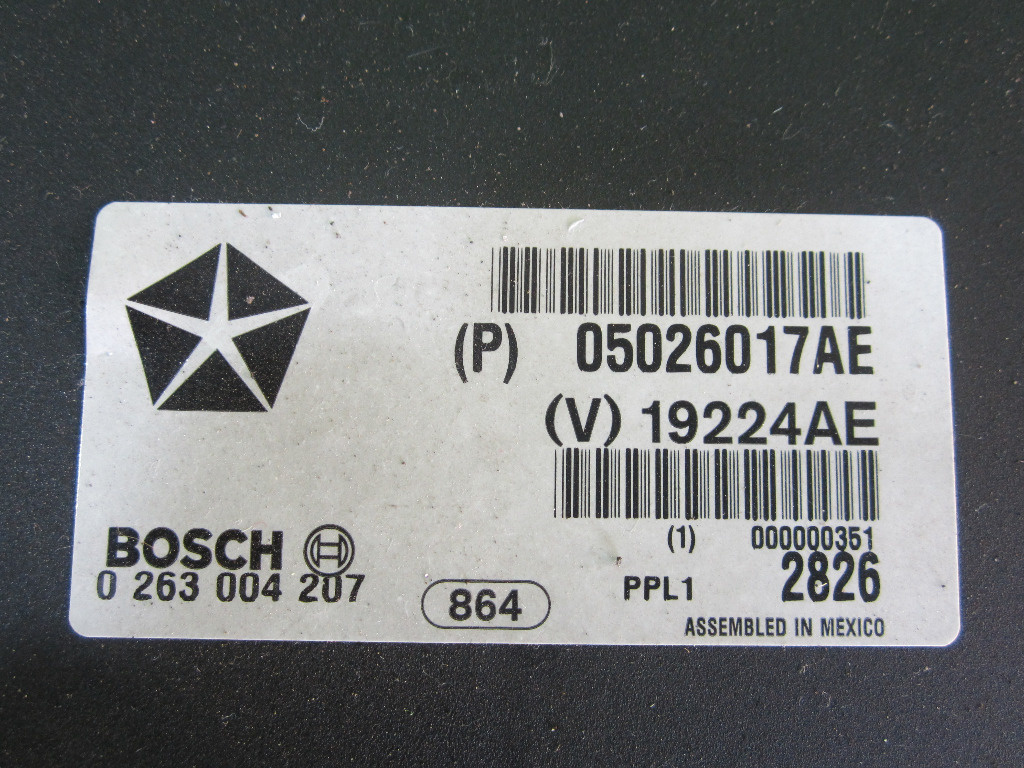 (P) 05026017AE
(V) 19224AE
(1) 000000351
BOSCH
0 263 004 207
864
PPL1 2826
ASSEMBLED IN MEXICO